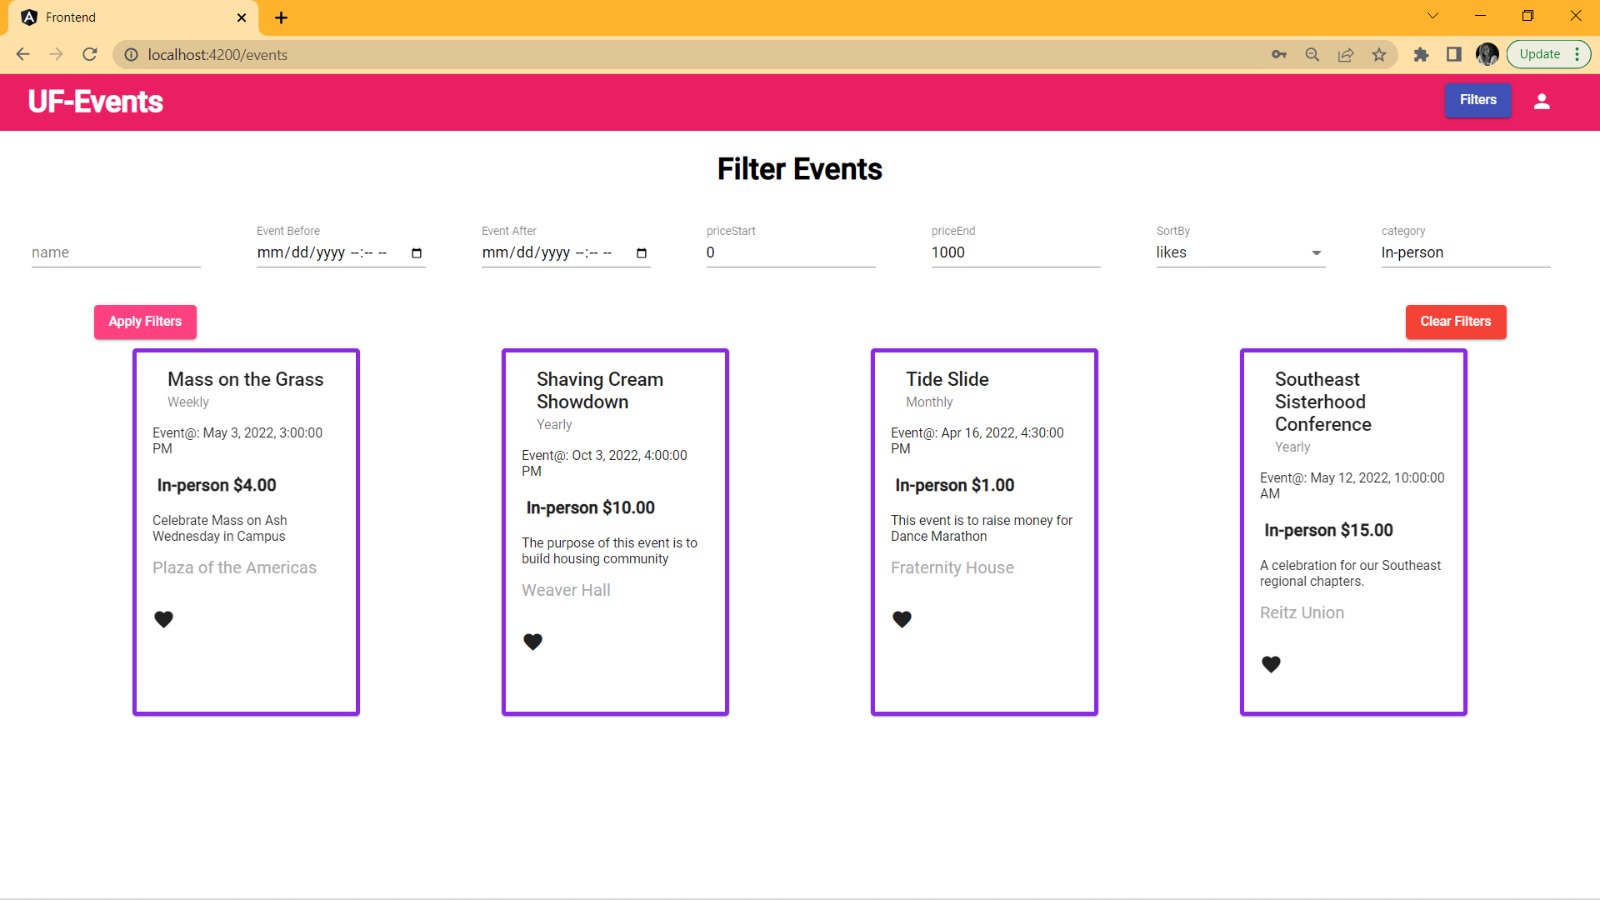 Frontend
localhost:4200/events
Update
UF-Events
Filters
Filter Events
name
Event Before
mm/dd/yyyy --:-- --
Event After
mm/dd/yyyy --:-- --
priceStart
0
priceEnd
1000
SortBy
likes
category
In-person
Apply Filters
Clear Filters
Mass on the Grass
Weekly
Event@: May 3, 2022, 3:00:00
PM
In-person $4.00
Celebrate Mass on Ash
Wednesday in Campus
Plaza of the Americas
Shaving Cream
Showdown
Yearly
Event@: Oct 3, 2022, 4:00:00
PM
In-person $10.00
The purpose of this event is to
build housing community
Weaver Hall
Tide Slide
Monthly
Event@: Apr 16, 2022, 4:30:00
PM
In-person $1.00
This event is to raise money for
Dance Marathon
Fraternity House
Southeast
Sisterhood
Conference
Yearly
Event@: May 12, 2022, 10:00:00
AM
In-person $15.00
A celebration for our Southeast
regional chapters.
Reitz Union